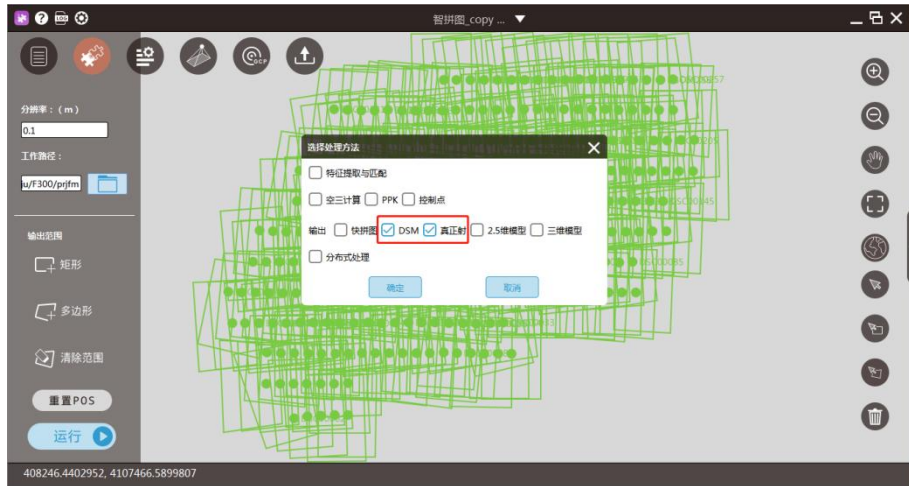 智拼图_copy ... ▼
GCP
分辨率：（m）
0.1
工作路径：
iu/F300/prjfm
输出范围
矩形
多边形
清除范围
重置POS
运行
选择处理方法
特征提取与匹配
空三计算 PPK 控制点
输出 快拼图 DSM 真正射 2.5维模型 三维模型
分布式处理
确定 取消
408246.4402952, 4107466.5899807